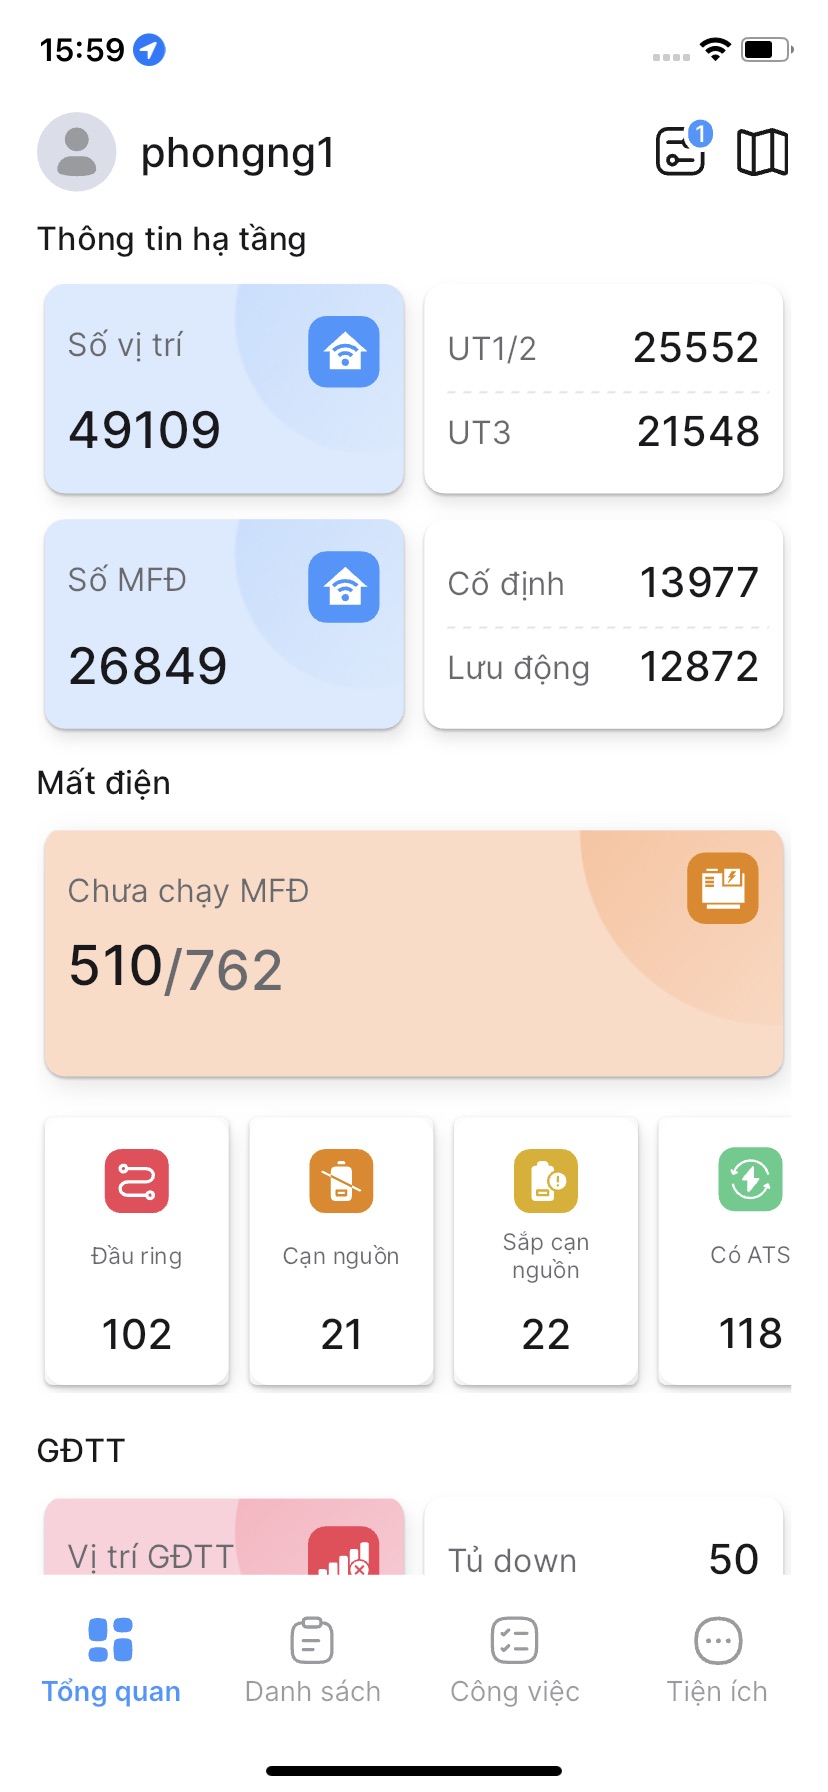 15:59
phongng1
1
Thông tin hạ tầng
Số vị trí
49109
UT1/2 25552
UT3 21548
Số MFĐ
26849
Cố định 13977
Lưu động 12872
Mất điện
Chưa chạy MFĐ
510/762
Đầu ring
102
Cạn nguồn
21
Sắp cạn
nguồn
22
Có ATS
118
GĐTT
Vị trí GĐTT
Tủ down 50
Tổng quan
Danh sách
Công việc
Tiện ích